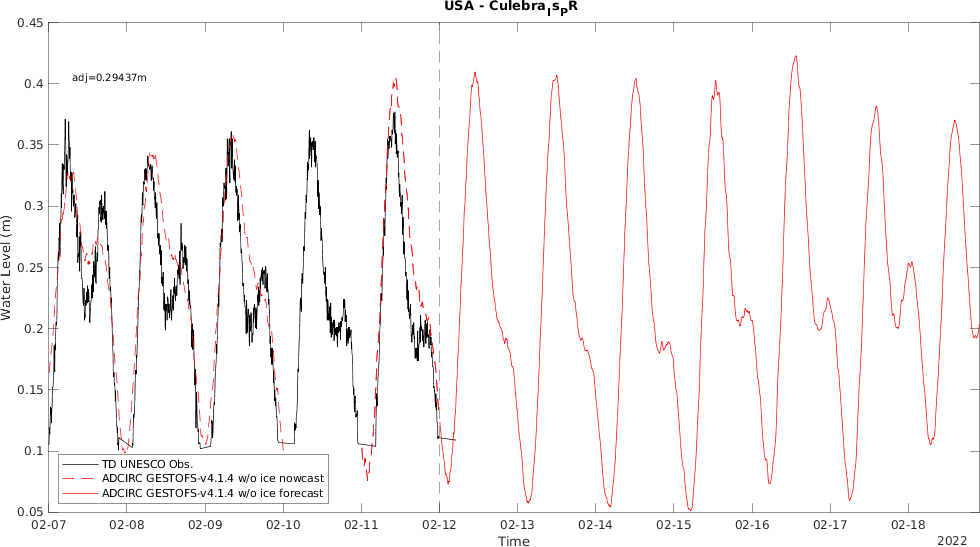 USA - CulebraIsPR
0.45
0.4
0.35
0.3
0.25
0.2
0.15
0.1
0.05
Water Level (m)
adj=0.29437m
TD UNESCO Obs.
ADCIRC GESTOFS-v4.1.4 w/o ice nowcast
ADCIRC GESTOFS-v4.1.4 w/o ice forecast
02-07 02-08 02-09 02-10 02-11 02-12 02-13 02-14 02-15 02-16 02-17 02-18
Time
2022